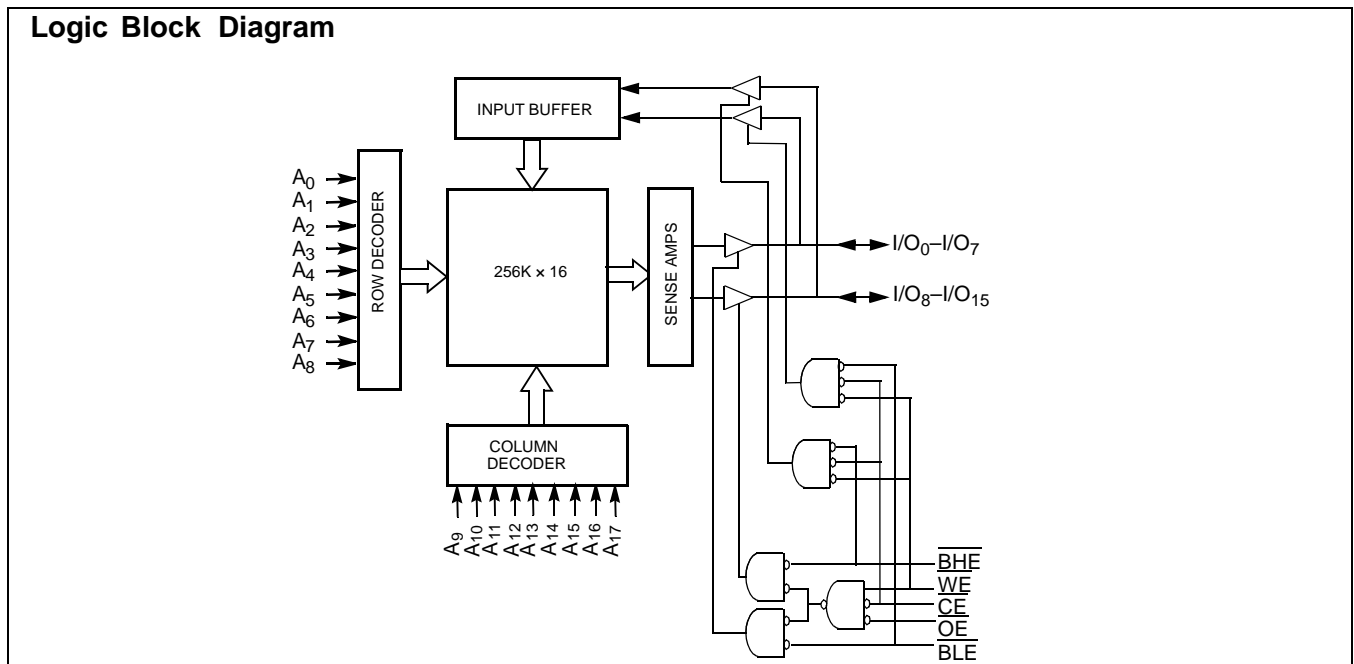 Logic Block Diagram
INPUT BUFFER
A0
A1
A2
A3
A4
A5
A6
A7
A8
ROW DECODER
256K × 16
SENSE AMPS
I/O0–I/O7
I/O8–I/O15
COLUMN
DECODER
A9
A10
A11
A12
A13
A14
A15
A16
A17
BHE
WE
CE
OE
BLE